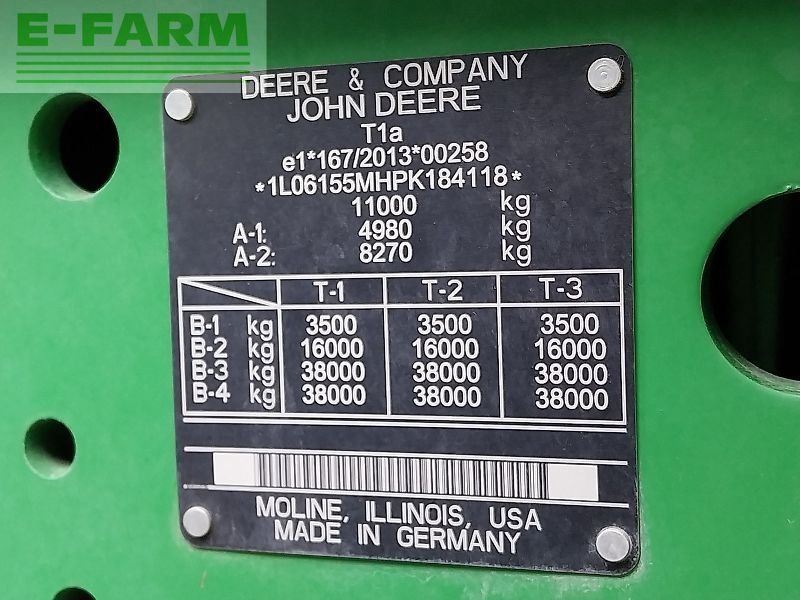 E-FARM
DEERE & COMPANY
JOHN DEERE
T1a
e1*167/2013*00258
*1L06155MHPK184118*
11000 kg
A-1: 4980 kg
A-2: 8270 kg
T-1 T-2 T-3
B-1 kg 3500 3500 3500
B-2 kg 16000 16000 16000
B-3 kg 38000 38000 38000
B-4 kg 38000 38000 38000
MOLINE, ILLINOIS, USA
MADE IN GERMANY